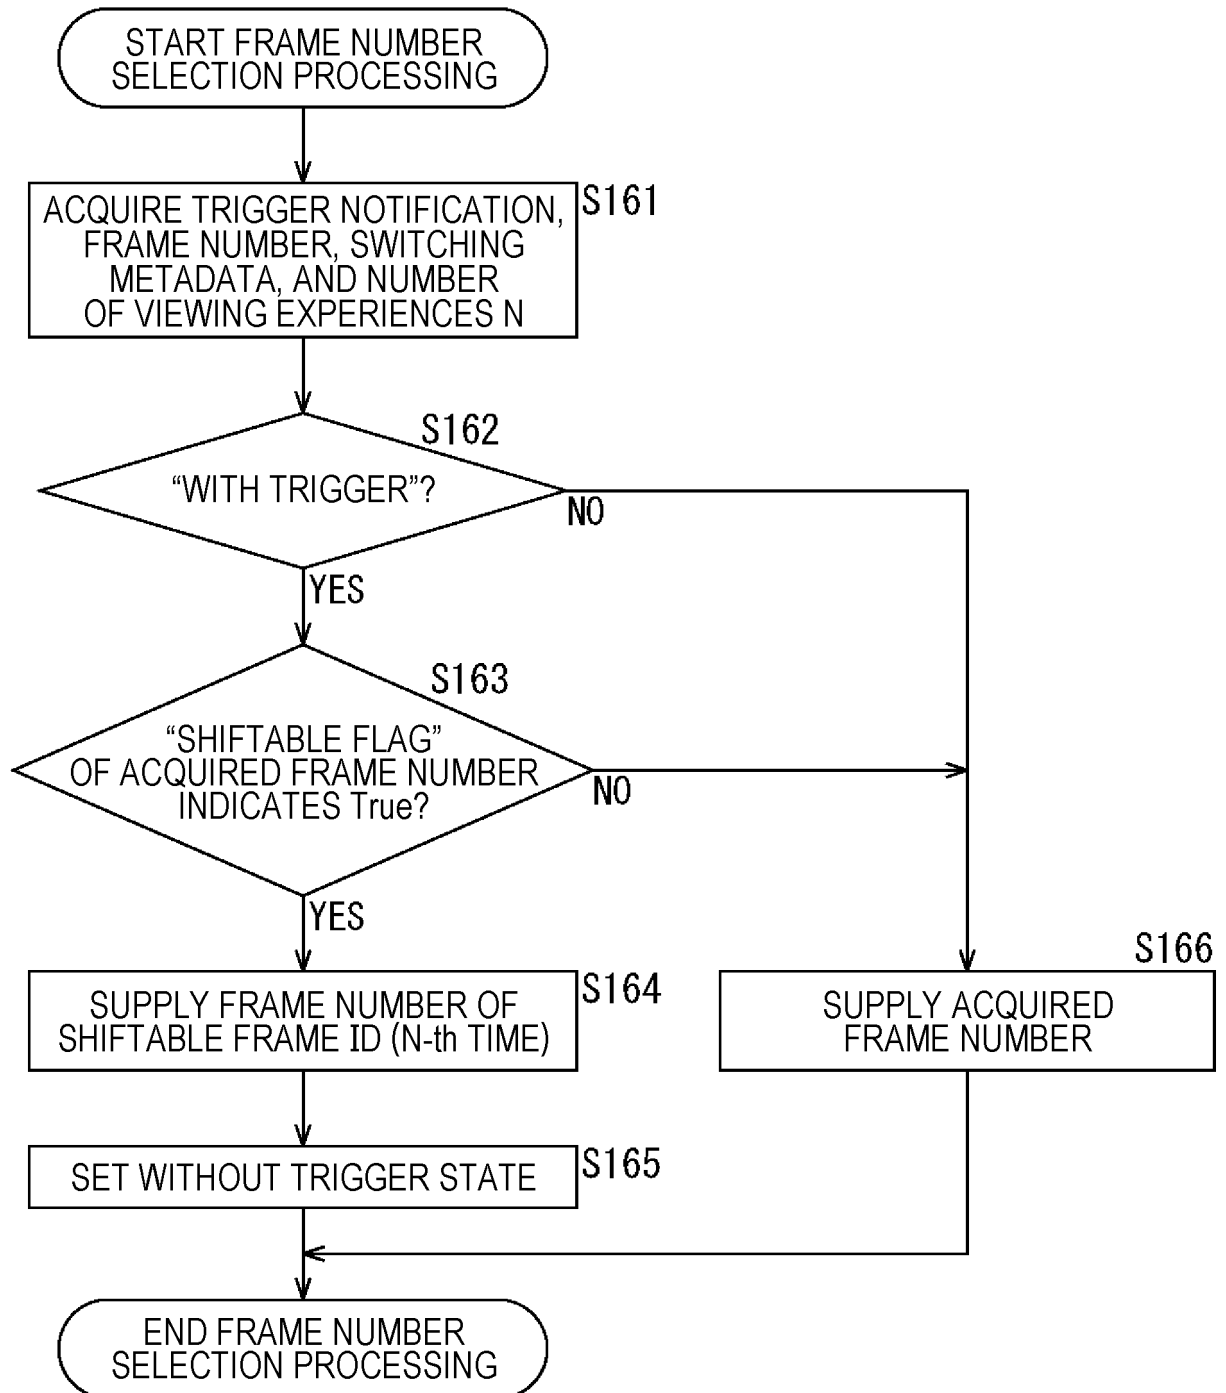 START FRAME NUMBER
SELECTION PROCESSING
S161
ACQUIRE TRIGGER NOTIFICATION,
FRAME NUMBER, SWITCHING
METADATA, AND NUMBER
OF VIEWING EXPERIENCES N
S162
“WITH TRIGGER”?
NO
YES
S163
“SHIFTABLE FLAG”
OF ACQUIRED FRAME NUMBER
INDICATES True?
NO
YES
S164
SUPPLY FRAME NUMBER OF
SHIFTABLE FRAME ID (N-th TIME)
S166
SUPPLY ACQUIRED
FRAME NUMBER
S165
SET WITHOUT TRIGGER STATE
END FRAME NUMBER
SELECTION PROCESSING